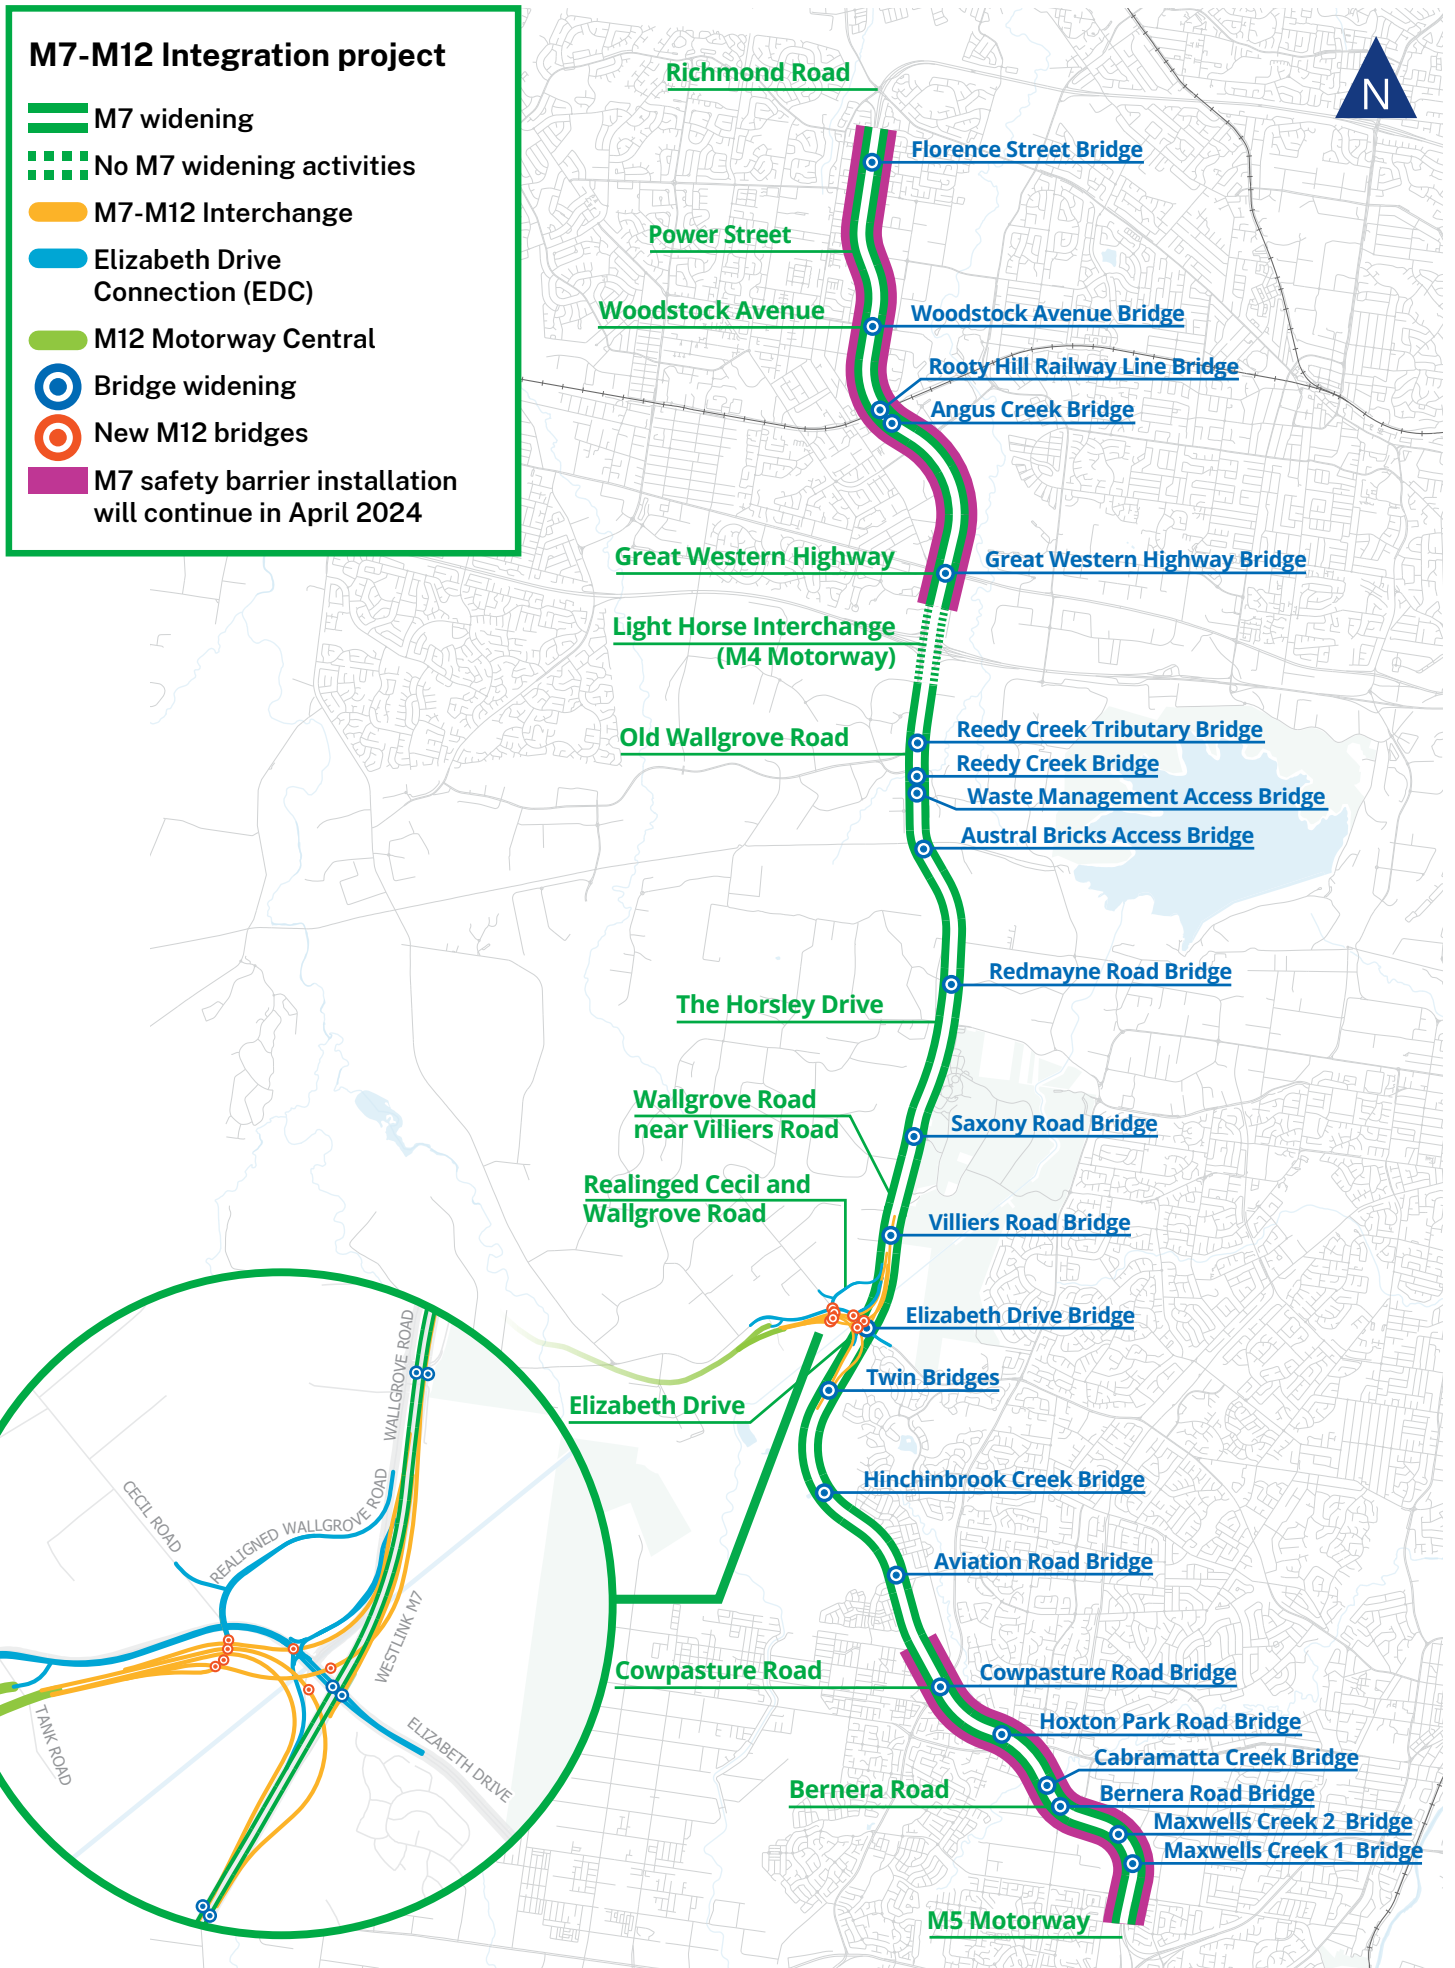 M7-M12 Integration project
M7 widening
No M7 widening activities
M7-M12 Interchange
Elizabeth Drive
Connection (EDC)
M12 Motorway Central
Bridge widening
New M12 bridges
M7 safety barrier installation
will continue in April 2024
N
Richmond Road
Florence Street Bridge
Power Street
Woodstock Avenue
Woodstock Avenue Bridge
Rooty Hill Railway Line Bridge
Angus Creek Bridge
Great Western Highway
Great Western Highway Bridge
Light Horse Interchange
(M4 Motorway)
Old Wallgrove Road
Reedy Creek Tributary Bridge
Reedy Creek Bridge
Waste Management Access Bridge
Austral Bricks Access Bridge
Redmayne Road Bridge
The Horsley Drive
Wallgrove Road
near Villiers Road
Saxony Road Bridge
Realinged Cecil and
Wallgrove Road
Villiers Road Bridge
Elizabeth Drive Bridge
Twin Bridges
Elizabeth Drive
Hinchinbrook Creek Bridge
Aviation Road Bridge
Cowpasture Road
Cowpasture Road Bridge
Hoxton Park Road Bridge
Cabramatta Creek Bridge
Bernera Road
Bernera Road Bridge
Maxwells Creek 2 Bridge
Maxwells Creek 1 Bridge
M5 Motorway
WALLGROVE ROAD
CECIL ROAD
REALIGNED WALLGROVE ROAD
WESTLINK M7
TANK ROAD
ELIZABETH DRIVE